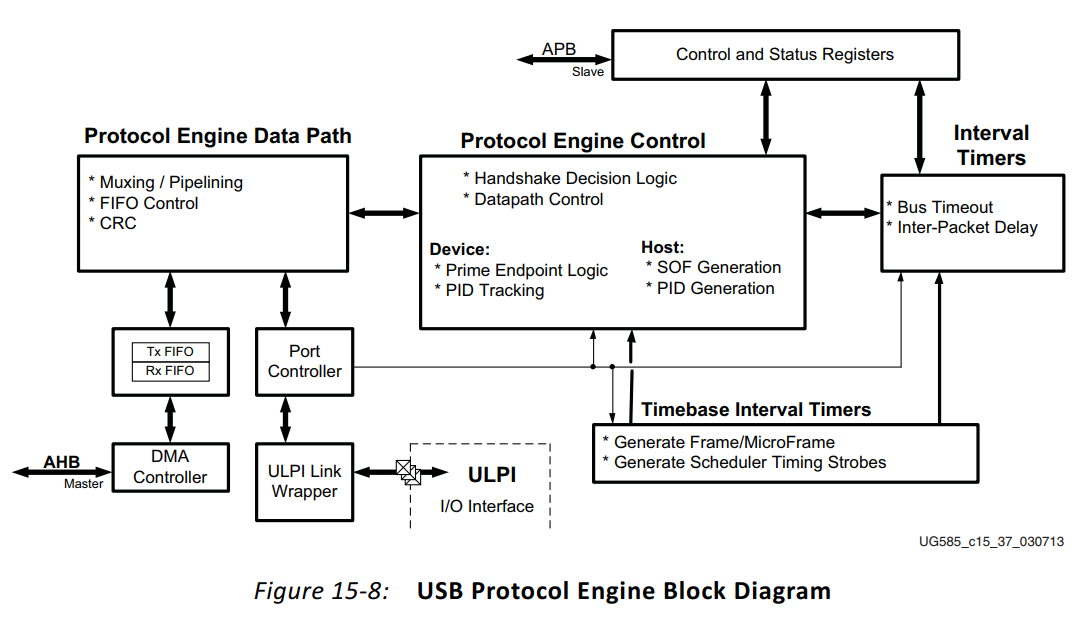 APB
Slave
Control and Status Registers
Protocol Engine Data Path
* Muxing / Pipelining
* FIFO Control
* CRC
Protocol Engine Control
* Handshake Decision Logic
* Datapath Control
Device:
* Prime Endpoint Logic
* PID Tracking
Host:
* SOF Generation
* PID Generation
Interval
Timers
* Bus Timeout
* Inter-Packet Delay
Tx FIFO
Rx FIFO
Port
Controller
Timebase Interval Timers
* Generate Frame/MicroFrame
* Generate Scheduler Timing Strobes
AHB
Master
DMA
Controller
ULPI Link
Wrapper
ULPI
I/O Interface
UG585_c15_37_030713
Figure 15-8: USB Protocol Engine Block Diagram